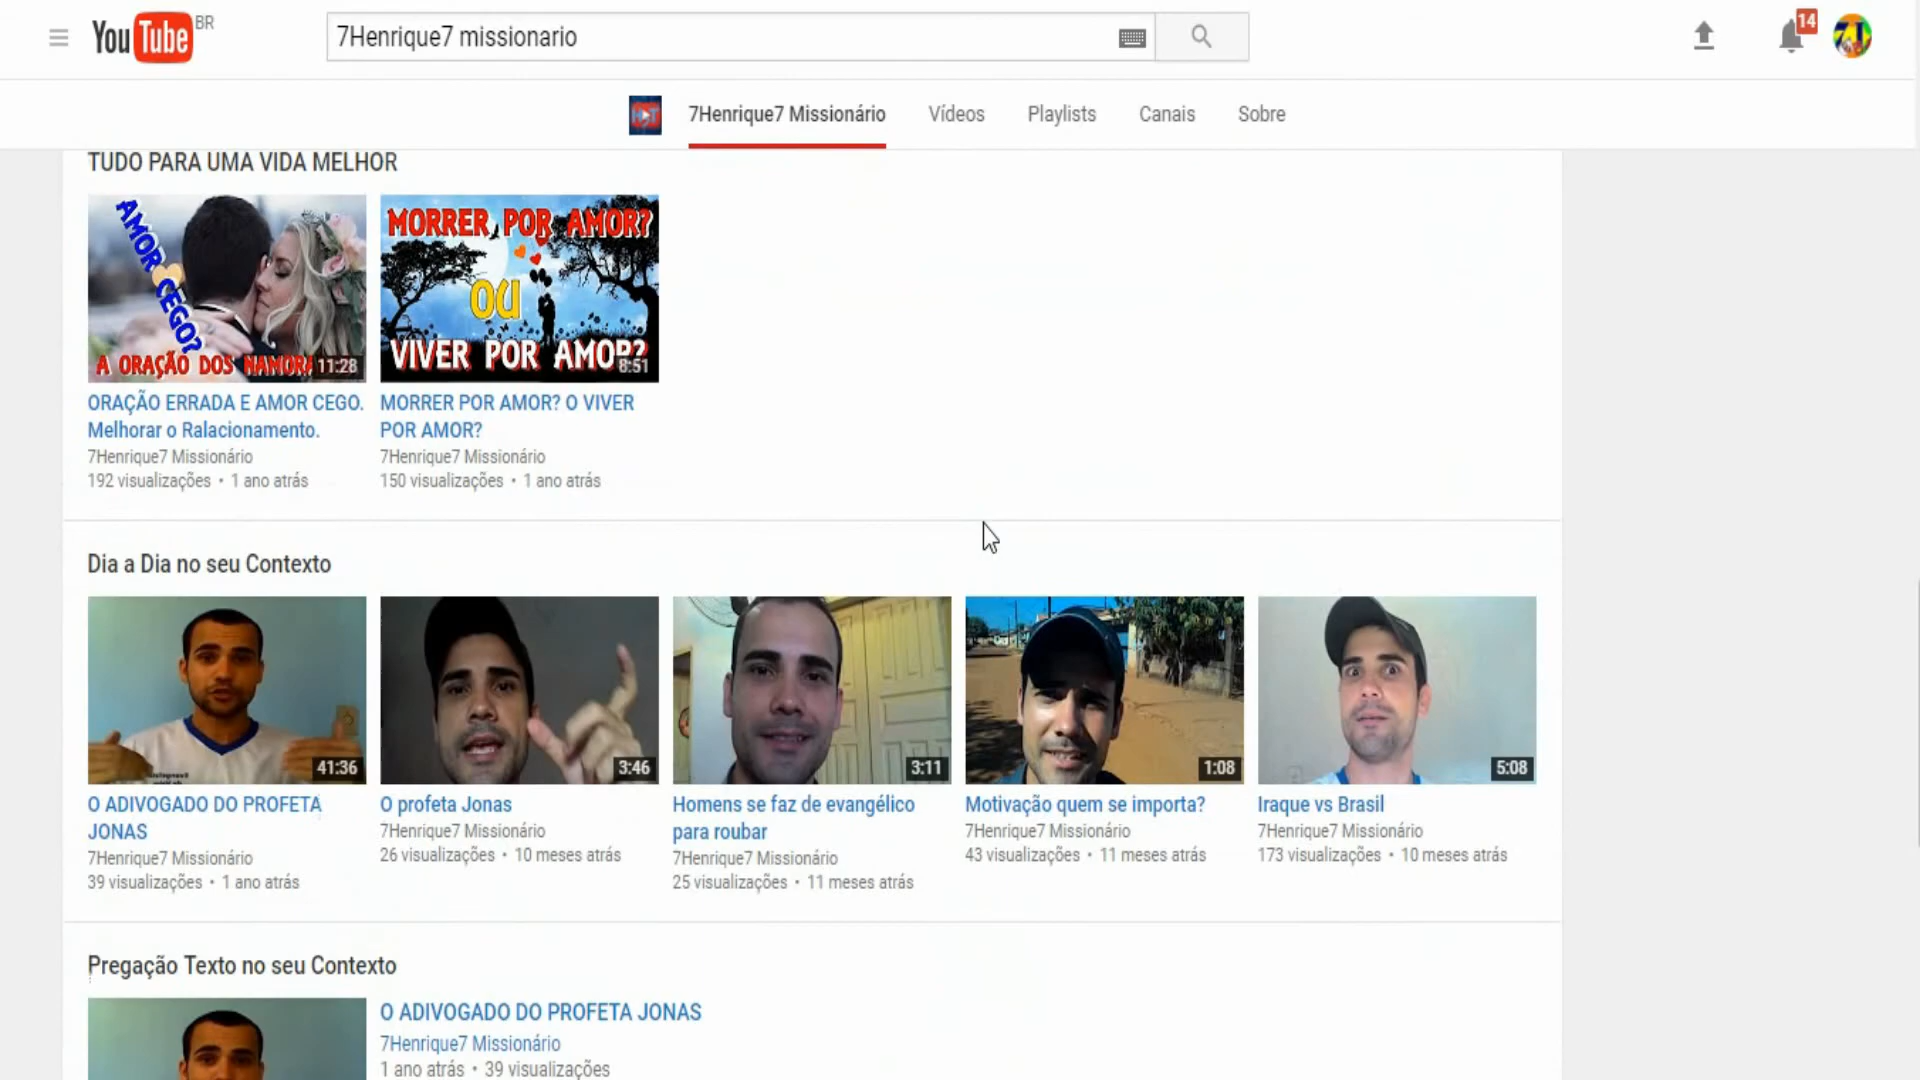 YouTube BR
7Henrique7 missionario
14
7Henrique7 Missionário Vídeos Playlists Canais Sobre
TUDO PARA UMA VIDA MELHOR
AMOR CEGO?
A ORAÇÃO DOS NAMOR
11:28
MORRER POR AMOR?
OU
VIVER POR AMOR?
8:51
ORAÇÃO ERRADA E AMOR CEGO.
Melhorar o Ralacionamento.
7Henrique7 Missionário
192 visualizações • 1 ano atrás
MORRER POR AMOR? O VIVER
POR AMOR?
7Henrique7 Missionário
150 visualizações • 1 ano atrás
Dia a Dia no seu Contexto
41:36
3:46
3:11
1:08
5:08
O ADIVOGADO DO PROFETA
JONAS
7Henrique7 Missionário
39 visualizações • 1 ano atrás
O profeta Jonas
7Henrique7 Missionário
26 visualizações • 10 meses atrás
Homens se faz de evangélico
para roubar
7Henrique7 Missionário
25 visualizações • 11 meses atrás
Motivação quem se importa?
7Henrique7 Missionário
43 visualizações • 11 meses atrás
Iraque vs Brasil
7Henrique7 Missionário
173 visualizações • 10 meses atrás
Pregação Texto no seu Contexto
O ADIVOGADO DO PROFETA JONAS
7Henrique7 Missionário
1 ano atrás • 39 visualizações